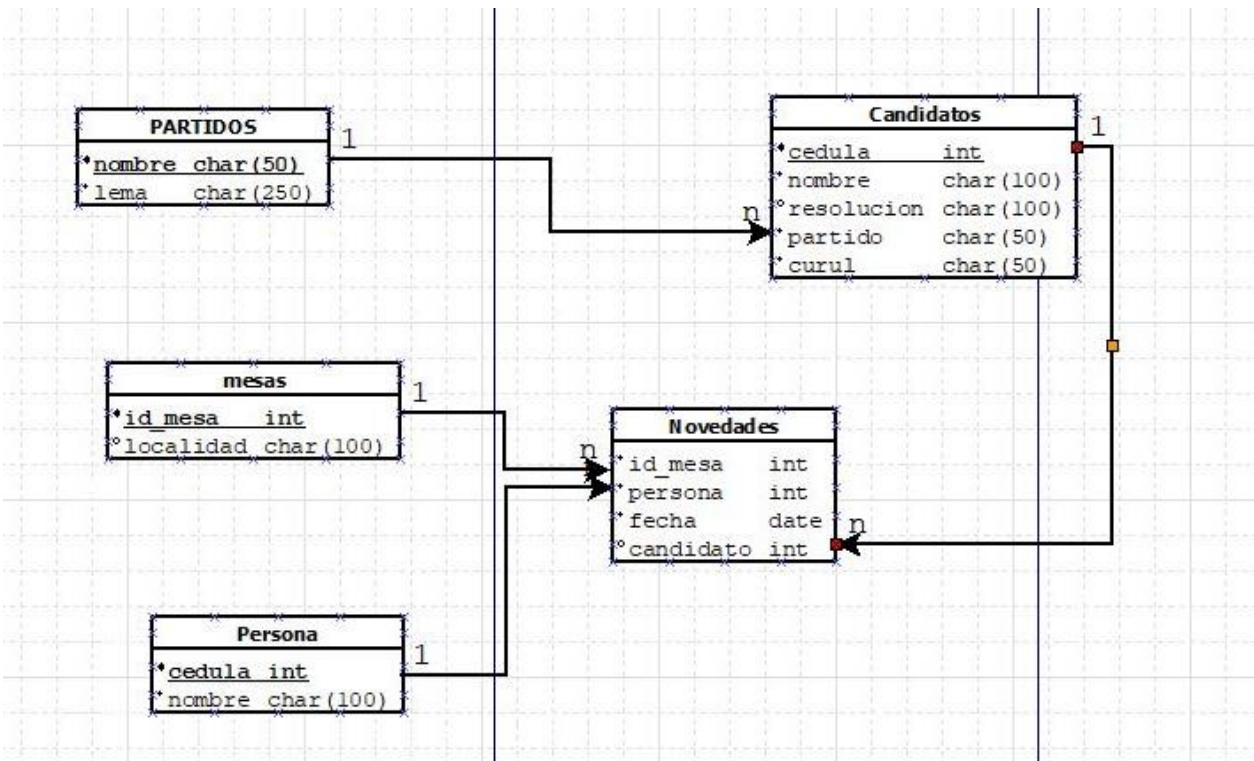 PARTIDOS
nombre char(50)
lema char(250)
1
Candidatos
cedula int
nombre char(100)
resolucion char(100)
partido char(50)
curul char(50)
1
n
mesas
id_mesa int
localidad char(100)
1
Novedades
id_mesa int
persona int
fecha date
candidato int
n
n
Persona
cedula int
nombre char(100)
1